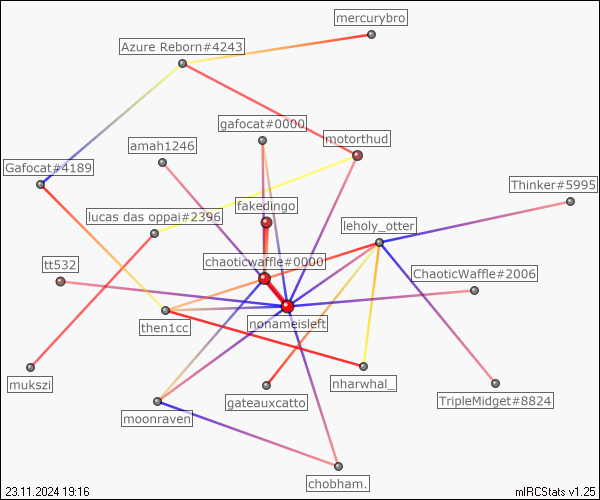 mercurybro
Azure Reborn#4243
gafocat#0000
motorthud
amah1246
Gafocat#4189
Thinker#5995
fakedingo
lucas das oppai#2396
leholy_otter
chaoticwaffle#0000
tt532
ChaoticWaffle#2006
then1cc
nonameisleft
mukszi
nharwhal_
gateauxcatto
TripleMidget#8824
moonraven
chobham.
23.11.2024 19:16
mIRCStats v1.25